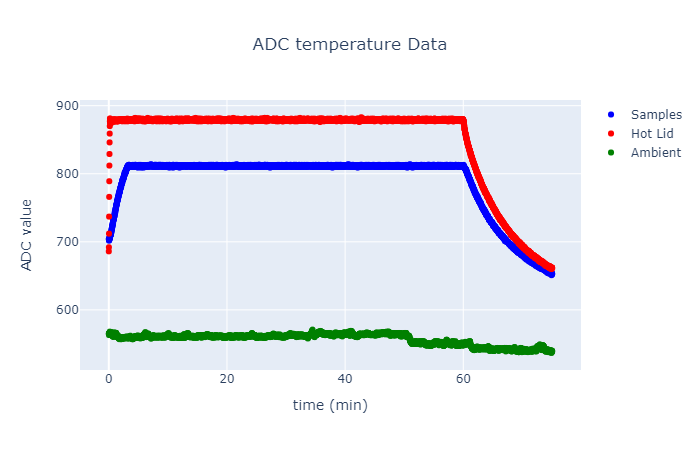 ADC temperature Data
Samples
Hot Lid
Ambient
900
800
700
600
ADC value
0
20
40
60
time (min)